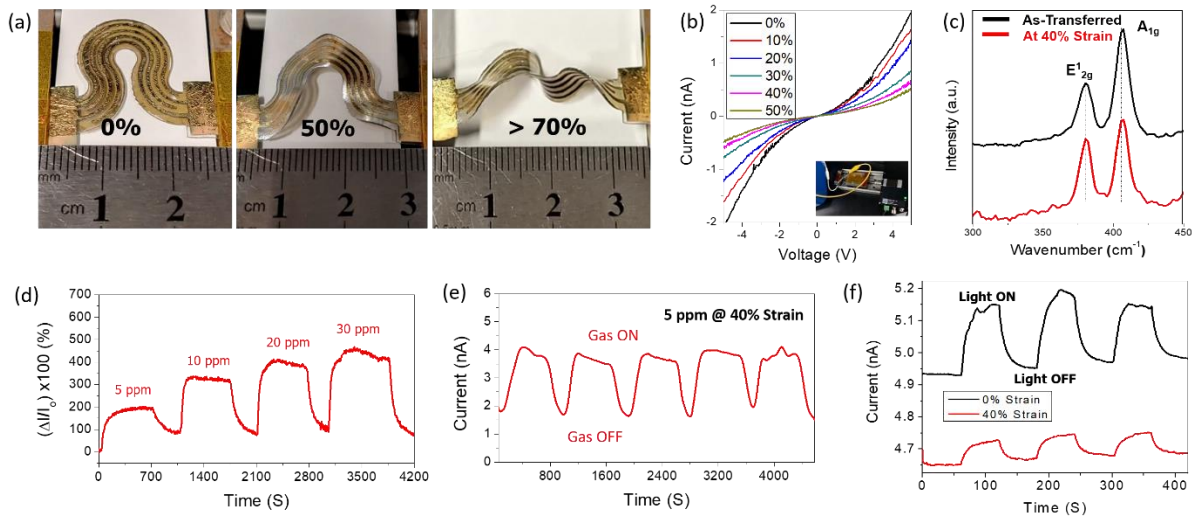 (a)
0%
50%
> 70%
mm
cm 1 2
1 2 3
cm 1 2 3
(b)
0%
10%
20%
30%
40%
50%
Current (nA)
2
1
0
-1
2
-4 -2 0 2 4
Voltage (V)
(c)
As-Transferred
At 40% Strain
A1g
E¹2g
Intensity (a.u.)
300 350 400 450
Wavenumber (cm⁻¹)
(d)
(ΔI/I₀) x100 (%)
700
600
500
400
300
200
100
0
5 ppm
10 ppm
20 ppm
30 ppm
0 700 1400 2100 2800 3500 4200
Time (S)
(e)
Current (nA)
6
5
4
3
2
1
0
5 ppm @ 40% Strain
Gas ON
Gas OFF
800 1600 2400 3200 4000
Time (S)
(f)
Current (nA)
5.2
5.1
5.0
4.9
4.7
Light ON
Light OFF
0% Strain
40% Strain
0 100 200 300 400
Time (S)